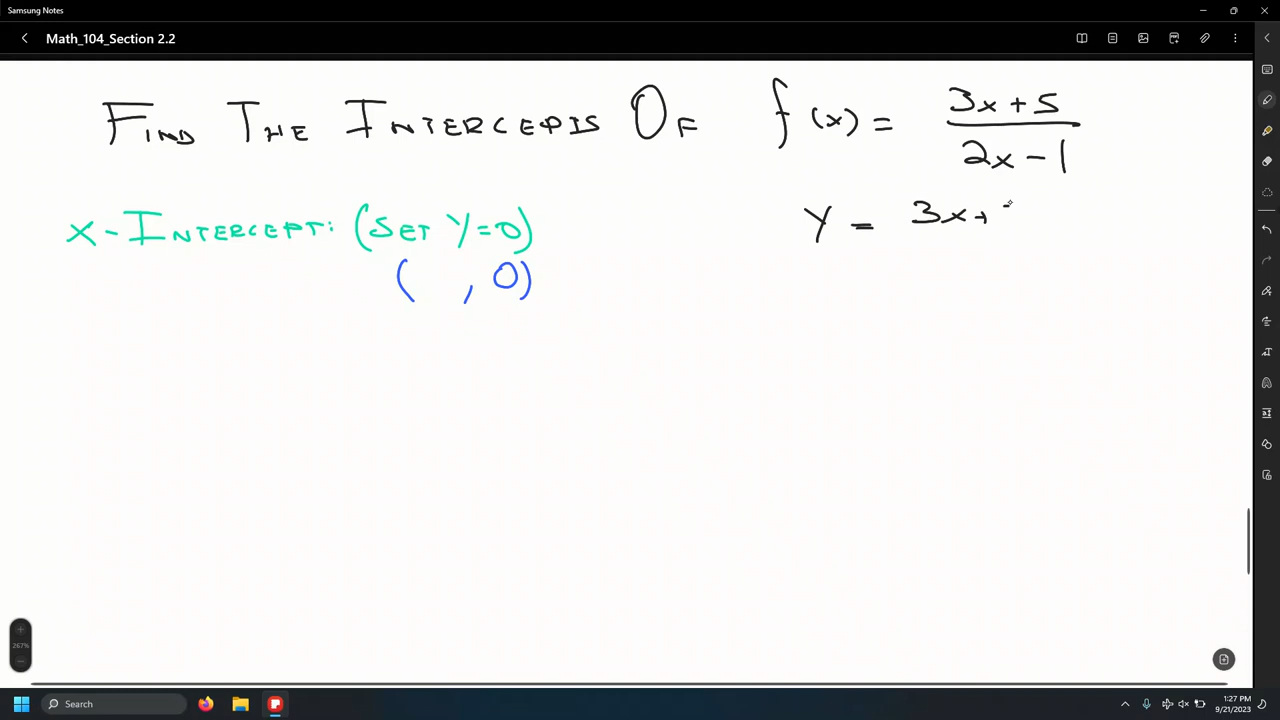 Samsung Notes
Math_104_Section 2.2
FIND THE INTERCEPTS OF f(x) = 3x+5
2x-1
X-INTERCEPT: (SET Y=0)
Y = 3x+
( , 0)
267%
Search
1:27 PM
9/21/2023